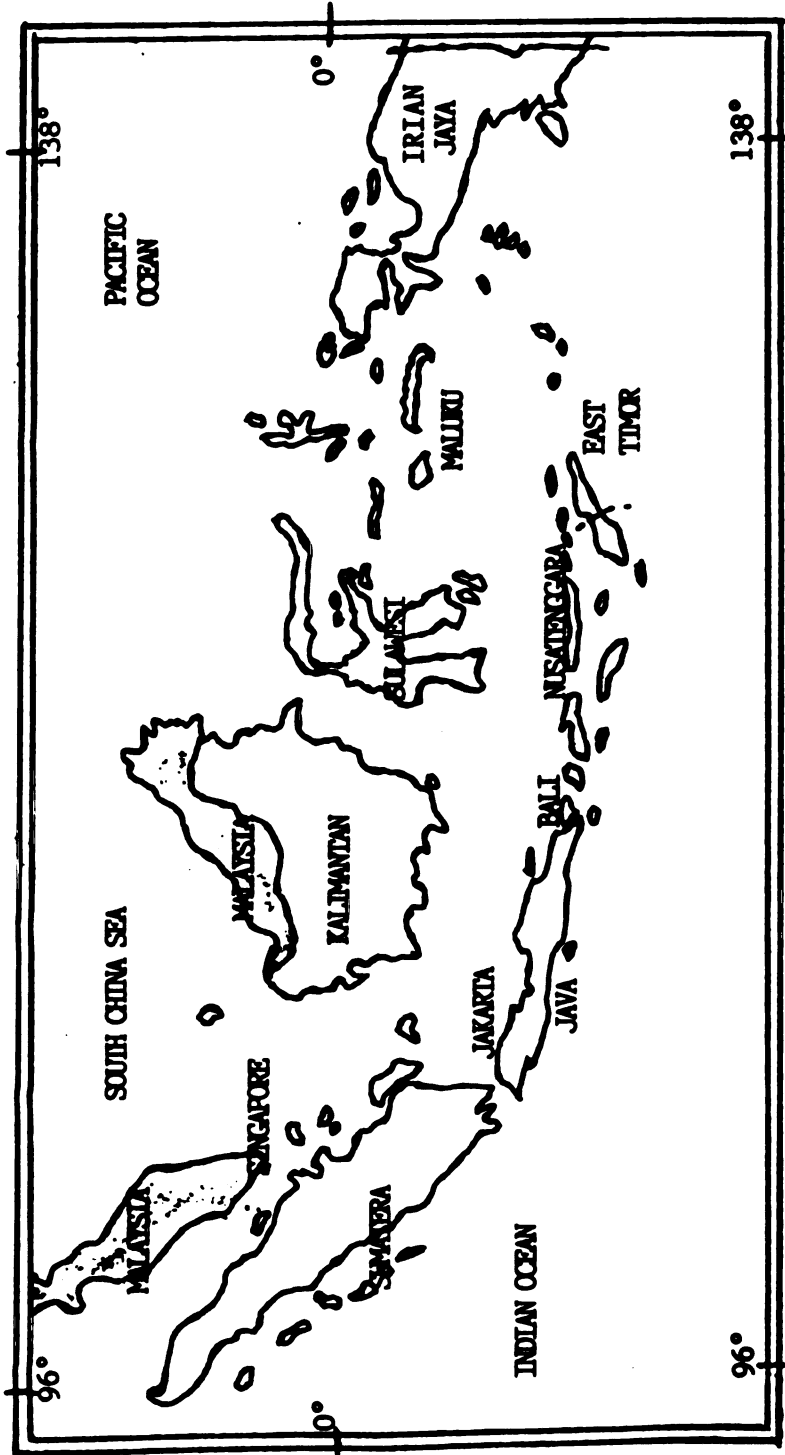 96°
138°
SOUTH CHINA SEA
PACIFIC
OCEAN
MALAYSIA
SINGAPORE
MALAYSIA
0°
0°
KALIMANTAN
SUMATERA
SULAWESI
MALUKU
IRIAN
JAYA
JAKARTA
JAVA
BALI
NUSATENGGARA
EAST
TIMOR
INDIAN OCEAN
96°
138°